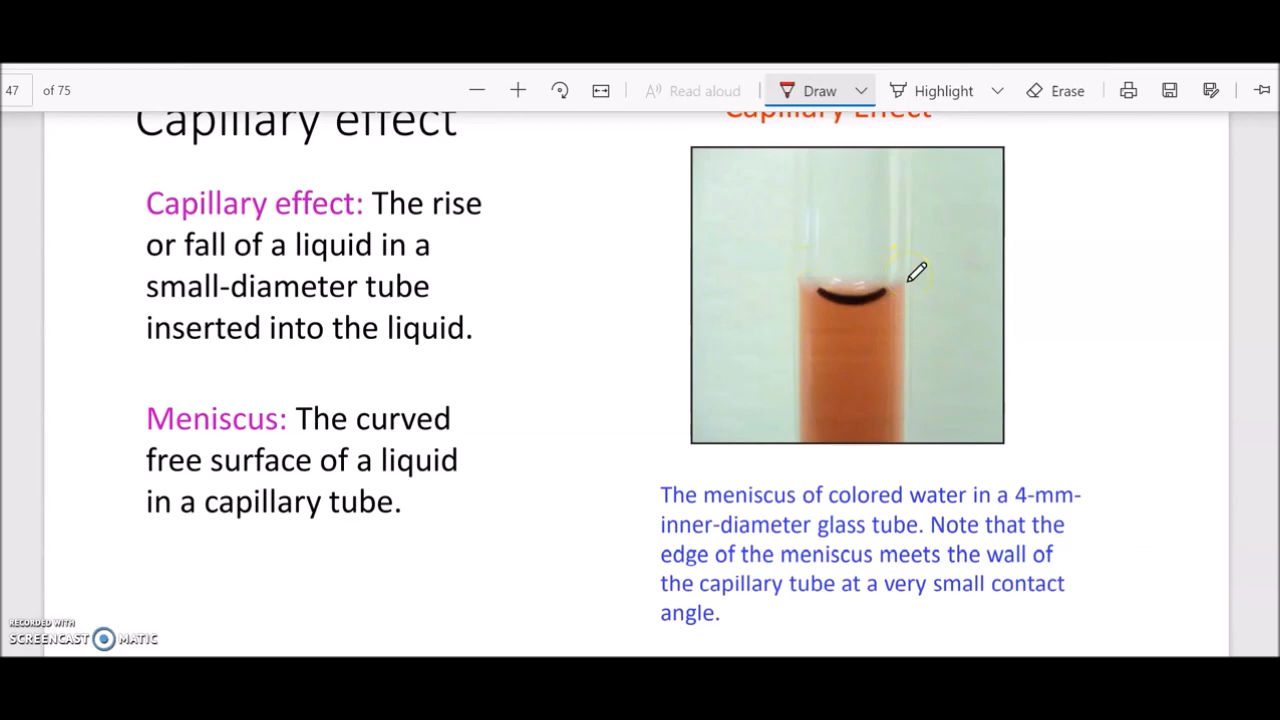 47 of 75
Read aloud
Draw
Highlight
Erase
Capillary effect
Capillary effect: The rise
or fall of a liquid in a
small-diameter tube
inserted into the liquid.
Meniscus: The curved
free surface of a liquid
in a capillary tube.
Capillary Effect
The meniscus of colored water in a 4-mm-
inner-diameter glass tube. Note that the
edge of the meniscus meets the wall of
the capillary tube at a very small contact
angle.
RECORDED WITH
SCREENCAST MATIC